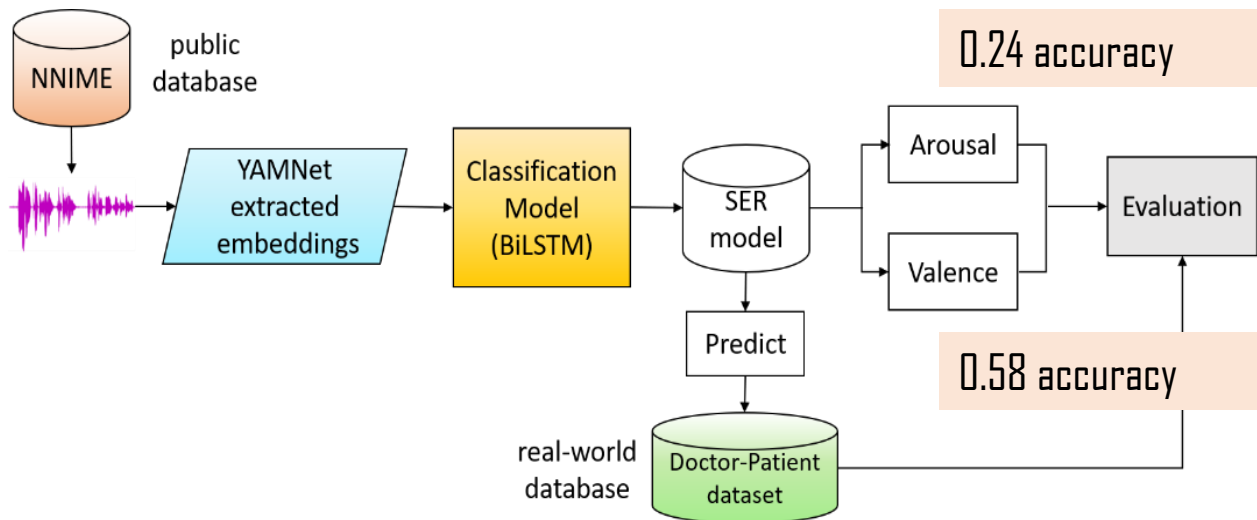 NNIME
public
database
0.24 accuracy
YAMNet
extracted
embeddings
Classification
Model
(BiLSTM)
SER
model
Arousal
Valence
Evaluation
Predict
0.58 accuracy
real-world
database
Doctor-Patient
dataset